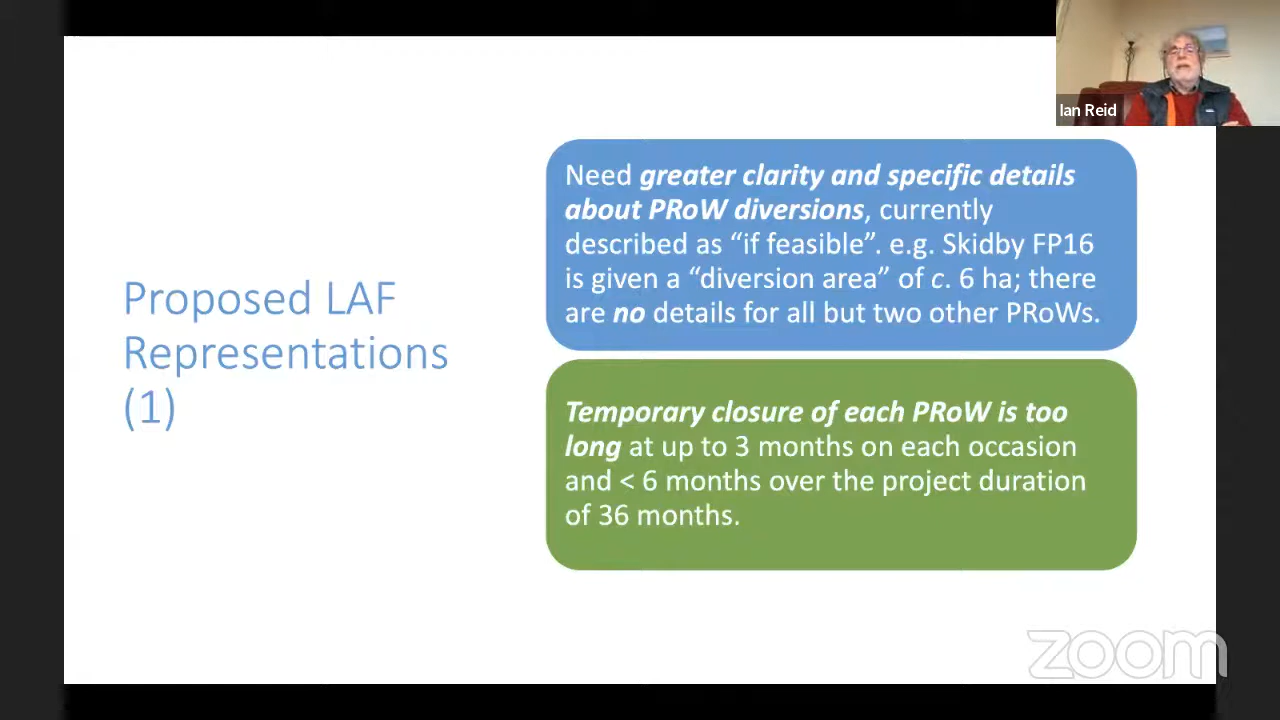 Ian Reid
Proposed LAF
Representations
(1)
Need greater clarity and specific details
about PRoW diversions, currently
described as “if feasible”. e.g. Skidby FP16
is given a “diversion area” of c. 6 ha; there
are no details for all but two other PRoWs.
Temporary closure of each PRoW is too
long at up to 3 months on each occasion
and < 6 months over the project duration
of 36 months.
zoom